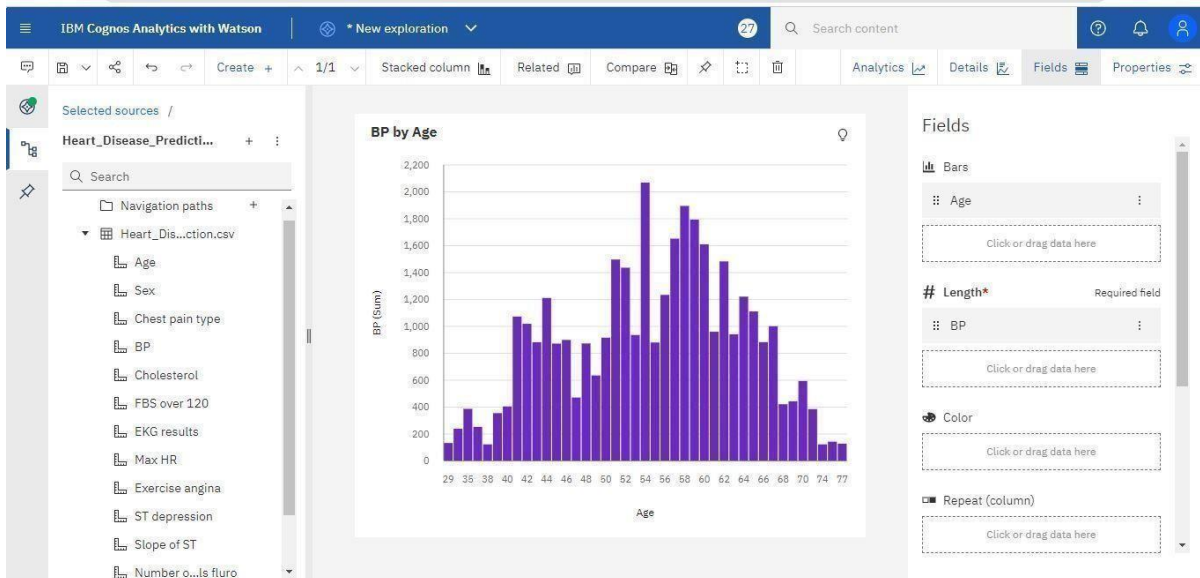 IBM Cognos Analytics with Watson
* New exploration
27
Search content
Create +
1/1
Stacked column
Related
Compare
Analytics
Details
Fields
Properties
Selected sources /
Heart_Disease_Predicti...
Search
Navigation paths
Heart_Dis...ction.csv
Age
Sex
Chest pain type
BP
Cholesterol
FBS over 120
EKG results
Max HR
Exercise angina
ST depression
Slope of ST
Number o...ls fluro
BP by Age
BP (Sum)
2,200
2,000
1,800
1,600
1,400
1,200
1,000
800
600
400
200
0
29 35 38 40 42 44 46 48 50 52 54 56 58 60 62 64 66 68 70 74 77
Age
Fields
Bars
Age
Click or drag data here
# Length* Required field
BP
Click or drag data here
Color
Click or drag data here
Repeat (column)
Click or drag data here